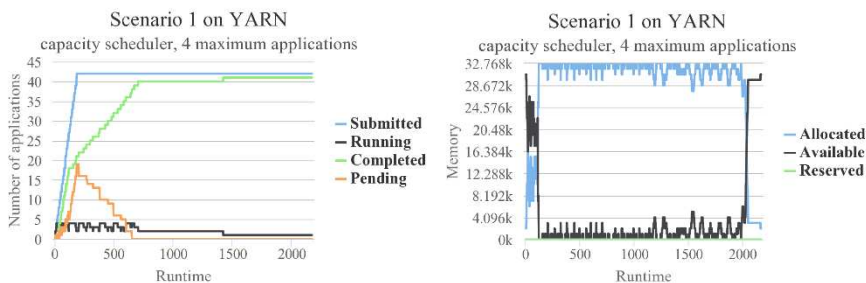 Scenario 1 on YARN
capacity scheduler, 4 maximum applications
Number of applications
45
40
35
30
25
20
15
10
5
0
0
500
1000
1500
2000
Runtime
Submitted
Running
Completed
Pending
Scenario 1 on YARN
capacity scheduler, 4 maximum applications
Memory
32.768k
28.672k
24.576k
20.48k
16.384k
12.288k
8.192k
4.096k
0k
0
500
1000
1500
2000
Runtime
Allocated
Available
Reserved